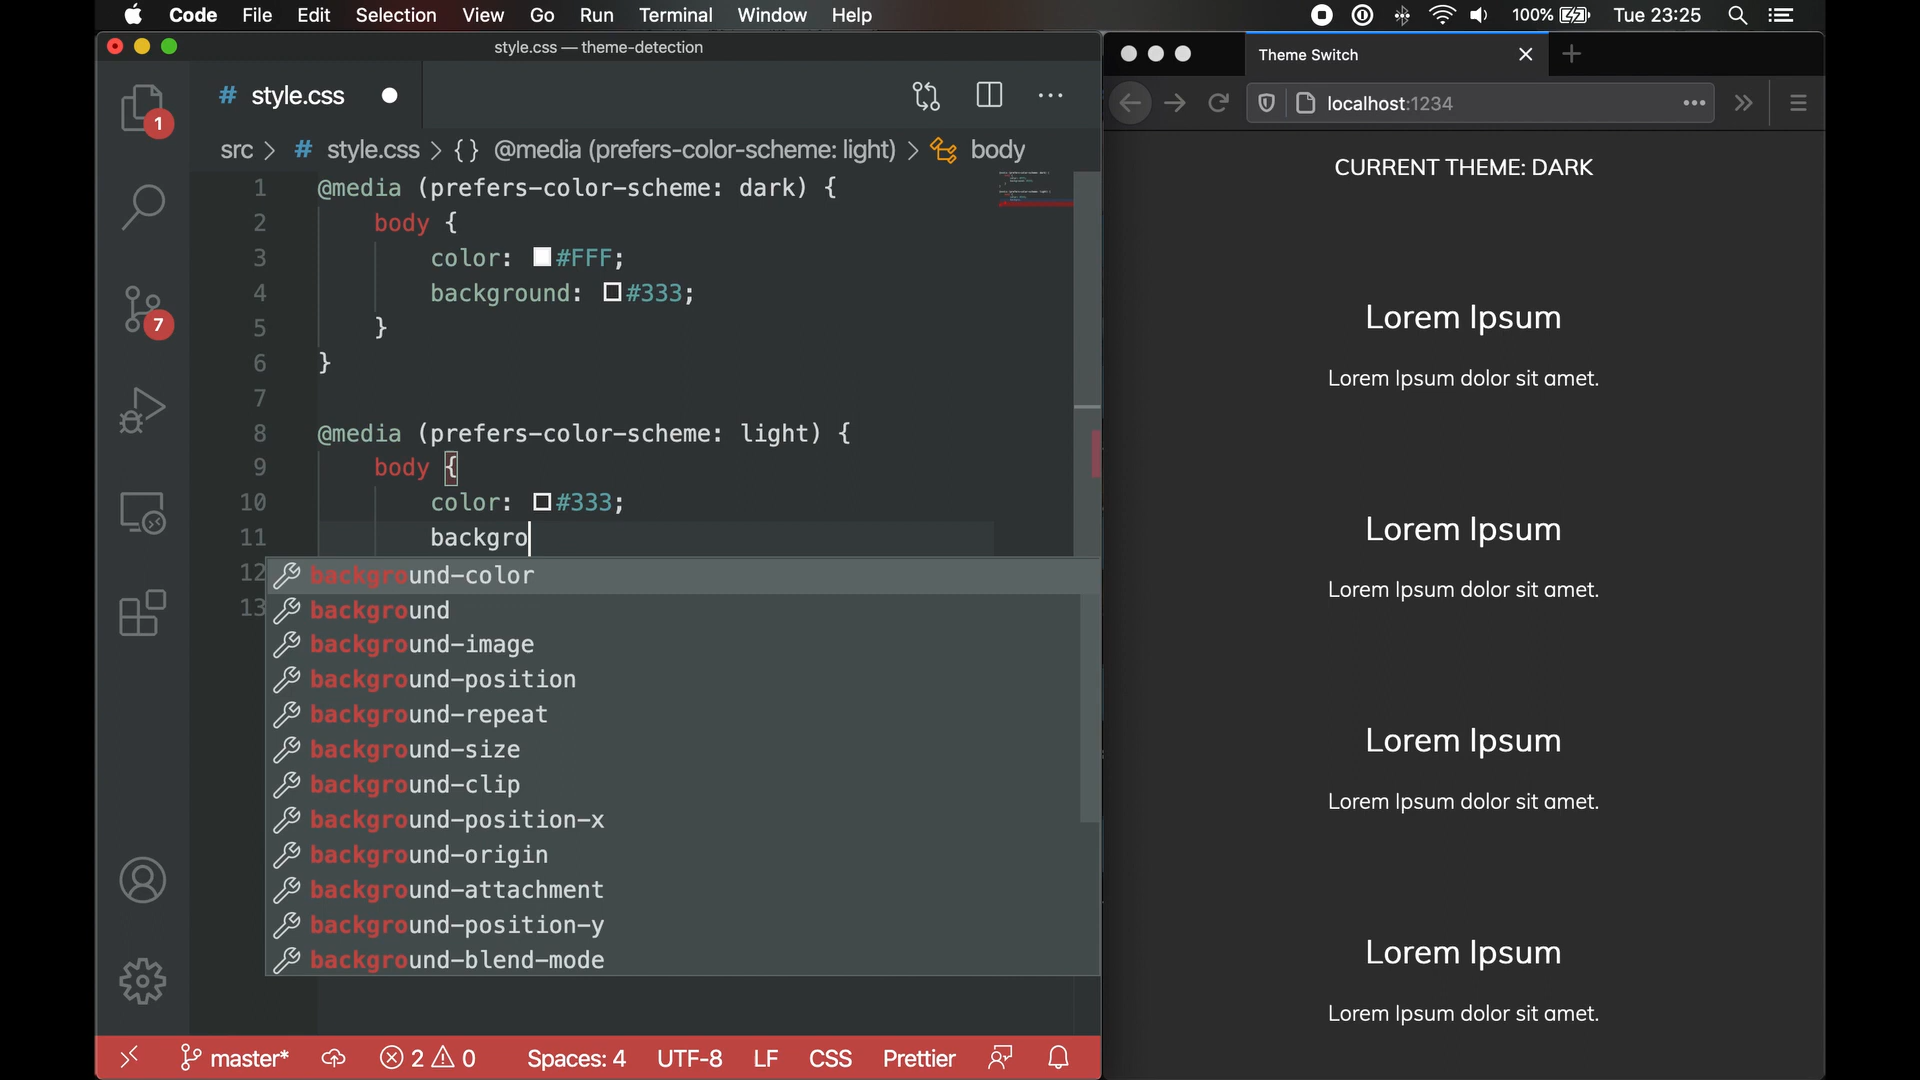 Code File Edit Selection View Go Run Terminal Window Help 100% Tue 23:25
style.css — theme-detection
# style.css
src > # style.css > {} @media (prefers-color-scheme: light) > body
1 @media (prefers-color-scheme: dark) {
2 body {
3 color: #FFF;
4 background: #333;
5 }
6 }
7
8 @media (prefers-color-scheme: light) {
9 body {
10 color: #333;
11 backgro
12 background-color
background
13
background-image
background-position
background-repeat
background-size
background-clip
background-position-x
background-origin
background-attachment
background-position-y
background-blend-mode
1
7
master* 2 0 Spaces: 4 UTF-8 LF CSS Prettier
Theme Switch
localhost:1234
CURRENT THEME: DARK
Lorem Ipsum
Lorem Ipsum dolor sit amet.
Lorem Ipsum
Lorem Ipsum dolor sit amet.
Lorem Ipsum
Lorem Ipsum dolor sit amet.
Lorem Ipsum
Lorem Ipsum dolor sit amet.